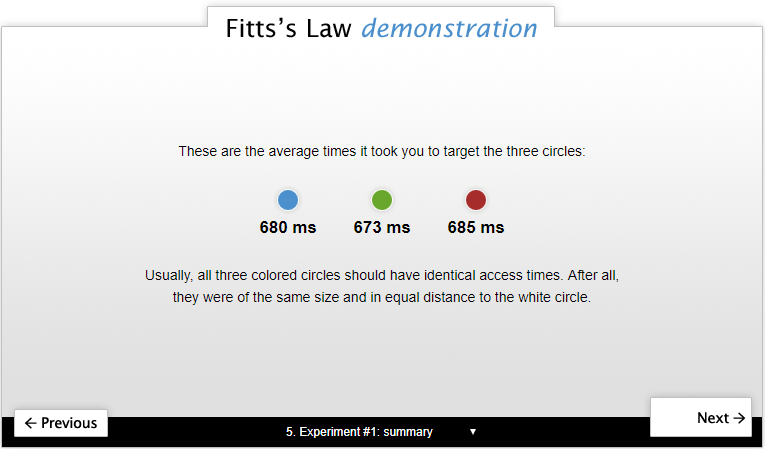 Fitts's Law demonstration
These are the average times it took you to target the three circles:
680 ms 673 ms 685 ms
Usually, all three colored circles should have identical access times. After all,
they were of the same size and in equal distance to the white circle.
← Previous
5. Experiment #1: summary ▼
Next →